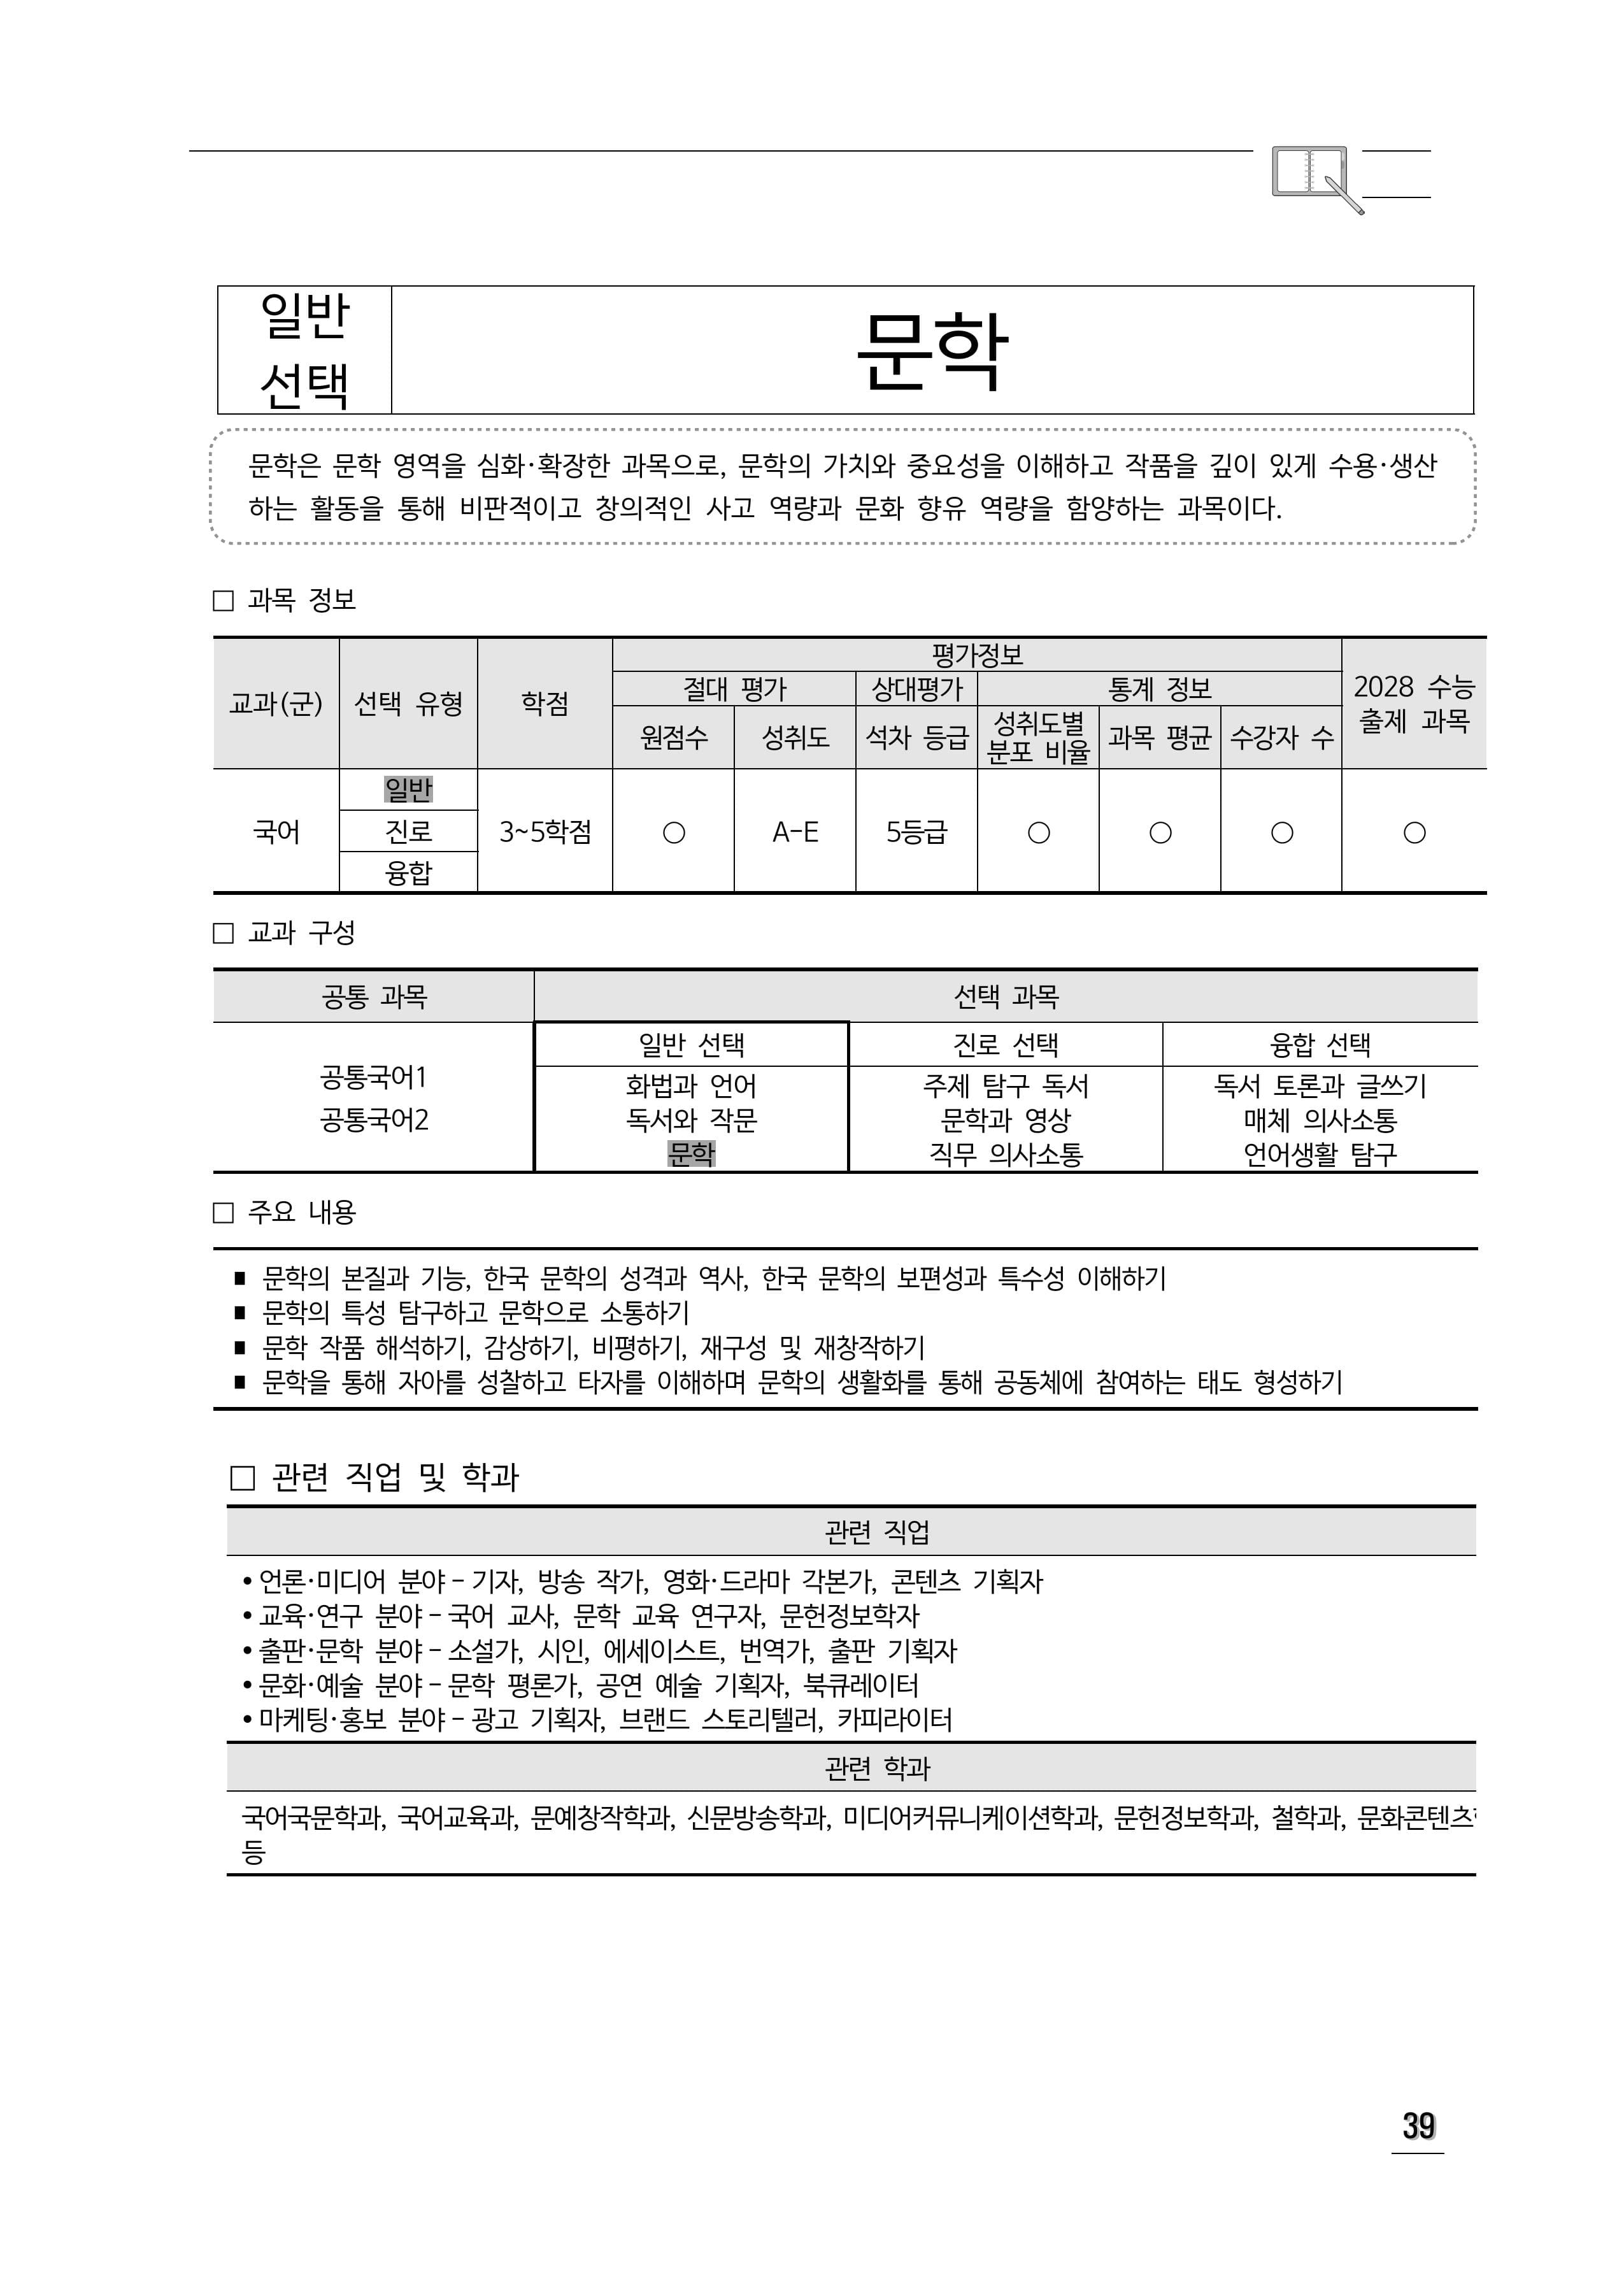 일반
선택
문학
문학은 문학 영역을 심화·확장한 과목으로, 문학의 가치와 중요성을 이해하고 작품을 깊이 있게 수용·생산
하는 활동을 통해 비판적이고 창의적인 사고 역량과 문화 향유 역량을 함양하는 과목이다.
□ 과목 정보
교과(군) 선택 유형 학점 평가정보 2028 수능
출제 과목
절대 평가 상대평가 통계 정보
원점수 성취도 석차 등급 성취도별
분포 비율 과목 평균 수강자 수
국어 일반 3~5학점 ○ A-E 5등급 ○ ○ ○ ○
진로
융합
□ 교과 구성
공통 과목 선택 과목
공통국어1
공통국어2
일반 선택 진로 선택 융합 선택
화법과 언어 주제 탐구 독서 독서 토론과 글쓰기
독서와 작문 문학과 영상 매체 의사소통
문학 직무 의사소통 언어생활 탐구
□ 주요 내용
■ 문학의 본질과 기능, 한국 문학의 성격과 역사, 한국 문학의 보편성과 특수성 이해하기
■ 문학의 특성 탐구하고 문학으로 소통하기
■ 문학 작품 해석하기, 감상하기, 비평하기, 재구성 및 재창작하기
■ 문학을 통해 자아를 성찰하고 타자를 이해하며 문학의 생활화를 통해 공동체에 참여하는 태도 형성하기
□ 관련 직업 및 학과
관련 직업
• 언론·미디어 분야 - 기자, 방송 작가, 영화·드라마 각본가, 콘텐츠 기획자
• 교육·연구 분야 - 국어 교사, 문학 교육 연구자, 문헌정보학자
• 출판·문학 분야 - 소설가, 시인, 에세이스트, 번역가, 출판 기획자
• 문화·예술 분야 - 문학 평론가, 공연 예술 기획자, 북큐레이터
• 마케팅·홍보 분야 - 광고 기획자, 브랜드 스토리텔러, 카피라이터
관련 학과
국어국문학과, 국어교육과, 문예창작학과, 신문방송학과, 미디어커뮤니케이션학과, 문헌정보학과, 철학과, 문화콘텐츠
등
39